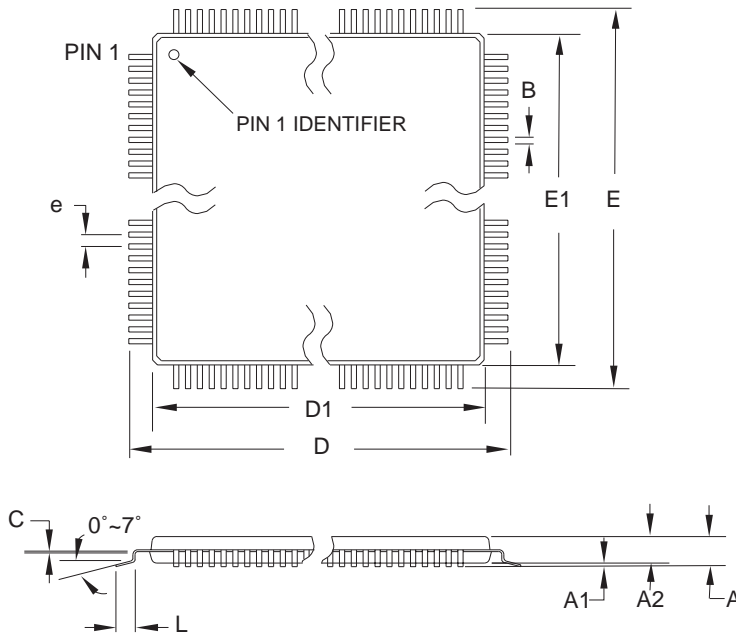 PIN 1
PIN 1 IDENTIFIER
B
e
E1
E
D1
D
C
0°~7°
L
A1
A2
A